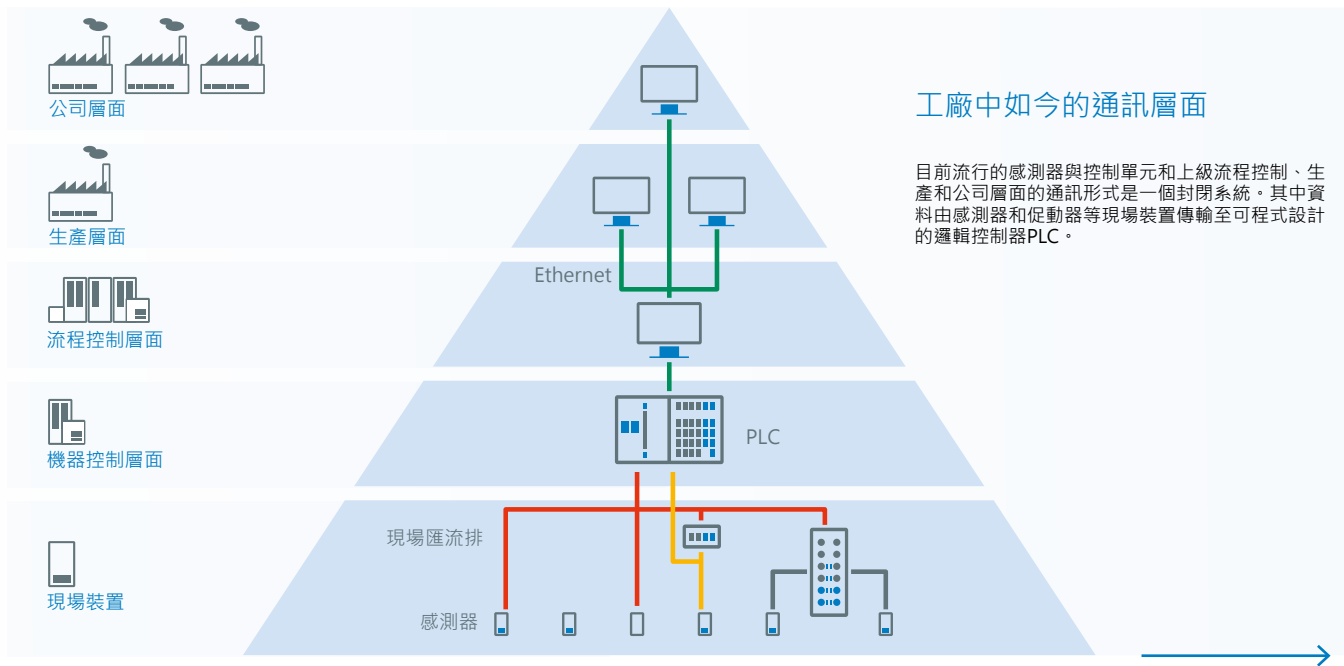 公司層面
生產層面
流程控制層面
機器控制層面
現場裝置
Ethernet
PLC
現場匯流排
感測器
工廠中如今的通訊層面
目前流行的感測器與控制單元和上級流程控制、生
產和公司層面的通訊形式是一個封閉系統。其中資
料由感測器和促動器等現場裝置傳輸至可程式設計
的邏輯控制器PLC。